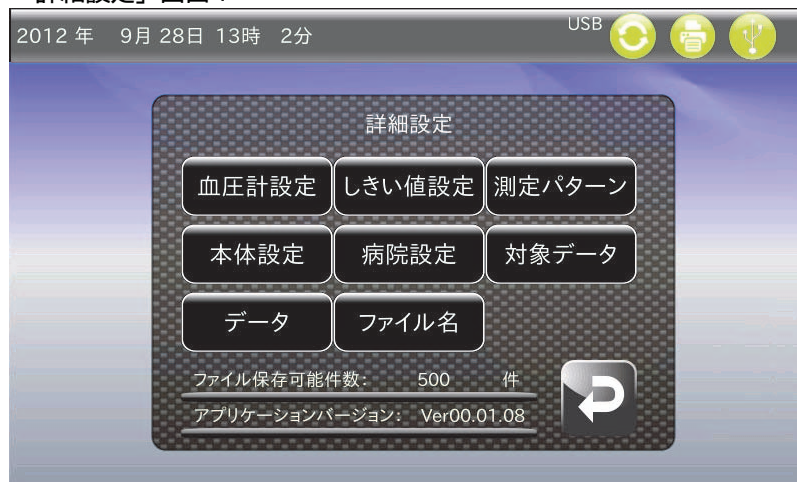 2012 年 9月 28日 13時 2分 USB
詳細設定
血圧計設定 しきい値設定 測定パターン
本体設定 病院設定 対象データ
データ ファイル名
ファイル保存可能件数: 500 件
アプリケーションバージョン: Ver00.01.08